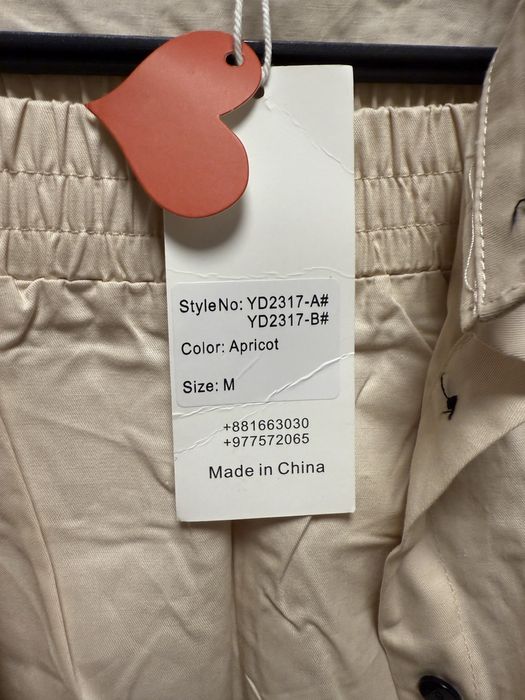 StyleNo: YD2317-A#
YD2317-B#
Color: Apricot
Size: M
+881663030
+977572065
Made in China